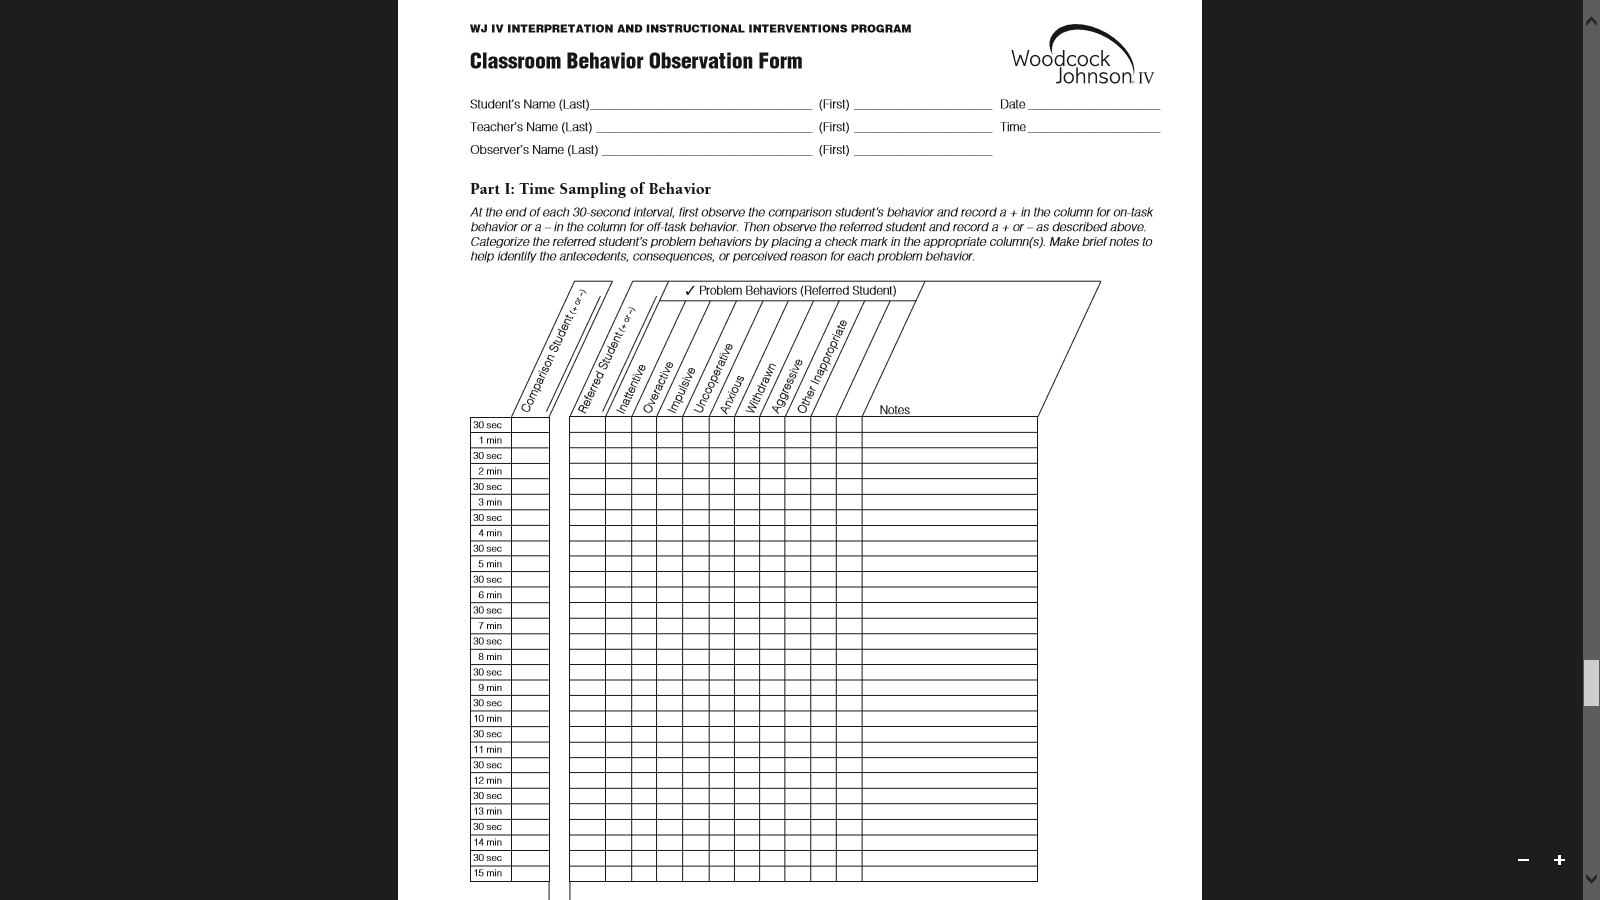 WJ IV INTERPRETATION AND INSTRUCTIONAL INTERVENTIONS PROGRAM
Classroom Behavior Observation Form
Woodcock
Johnson IV
Student's Name (Last) (First) Date
Teacher's Name (Last) (First) Time
Observer's Name (Last) (First)
Part I: Time Sampling of Behavior
At the end of each 30-second interval, first observe the comparison student's behavior and record a + in the column for on-task
behavior or a – in the column for off-task behavior. Then observe the referred student and record a + or – as described above.
Categorize the referred student's problem behaviors by placing a check mark in the appropriate column(s). Make brief notes to
help identify the antecedents, consequences, or perceived reason for each problem behavior.
✓ Problem Behaviors (Referred Student)
Comparison Student (+ or –)
Referred Student (+ or –)
Inattentive
Overactive
Impulsive
Uncooperative
Anxious
Withdrawn
Aggressive
Other Inappropriate
Notes
30 sec
1 min
30 sec
2 min
30 sec
3 min
30 sec
4 min
30 sec
5 min
30 sec
6 min
30 sec
7 min
30 sec
8 min
30 sec
9 min
30 sec
10 min
30 sec
11 min
30 sec
12 min
30 sec
13 min
30 sec
14 min
30 sec
15 min